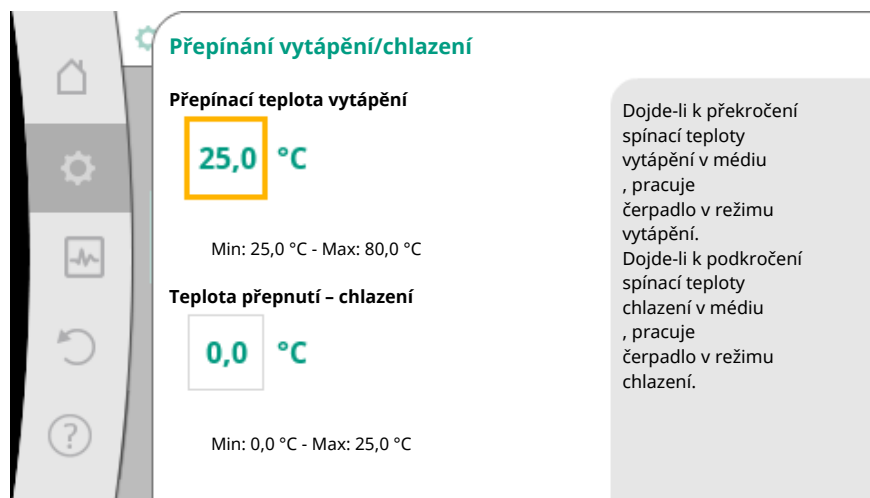 Přepínání vytápění/chlazení
Přepínací teplota vytápění
25,0 °C
Min: 25,0 °C - Max: 80,0 °C
Teplota přepnutí – chlazení
0,0 °C
Min: 0,0 °C - Max: 25,0 °C
Dojde-li k překročení
spínací teploty
vytápění v médiu
, pracuje
čerpadlo v režimu
vytápění.
Dojde-li k podkročení
spínací teploty
chlazení v médiu
, pracuje
čerpadlo v režimu
chlazení.
?